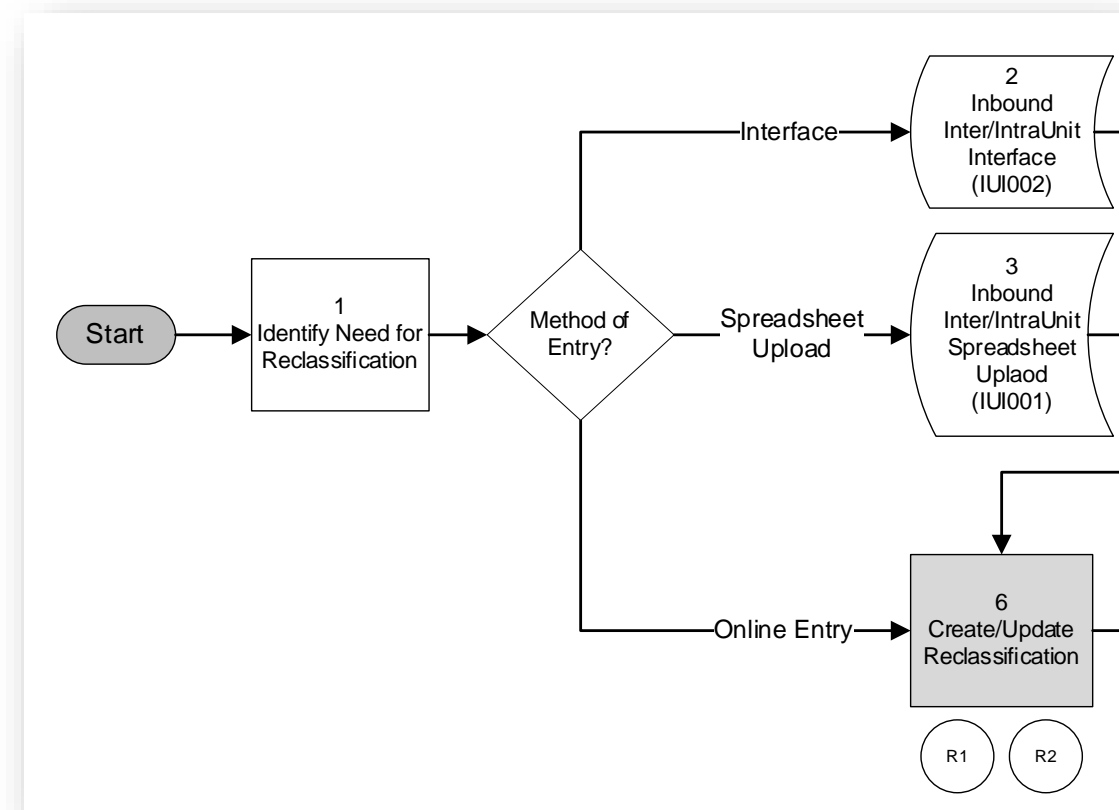 Start
1
Identify Need for
Reclassification
Method of
Entry?
Interface
2
Inbound
Inter/IntraUnit
Interface
(IUI002)
Spreadsheet
Upload
3
Inbound
Inter/IntraUnit
Spreadsheet
Uplaod
(IUI001)
Online Entry
6
Create/Update
Reclassification
R1
R2